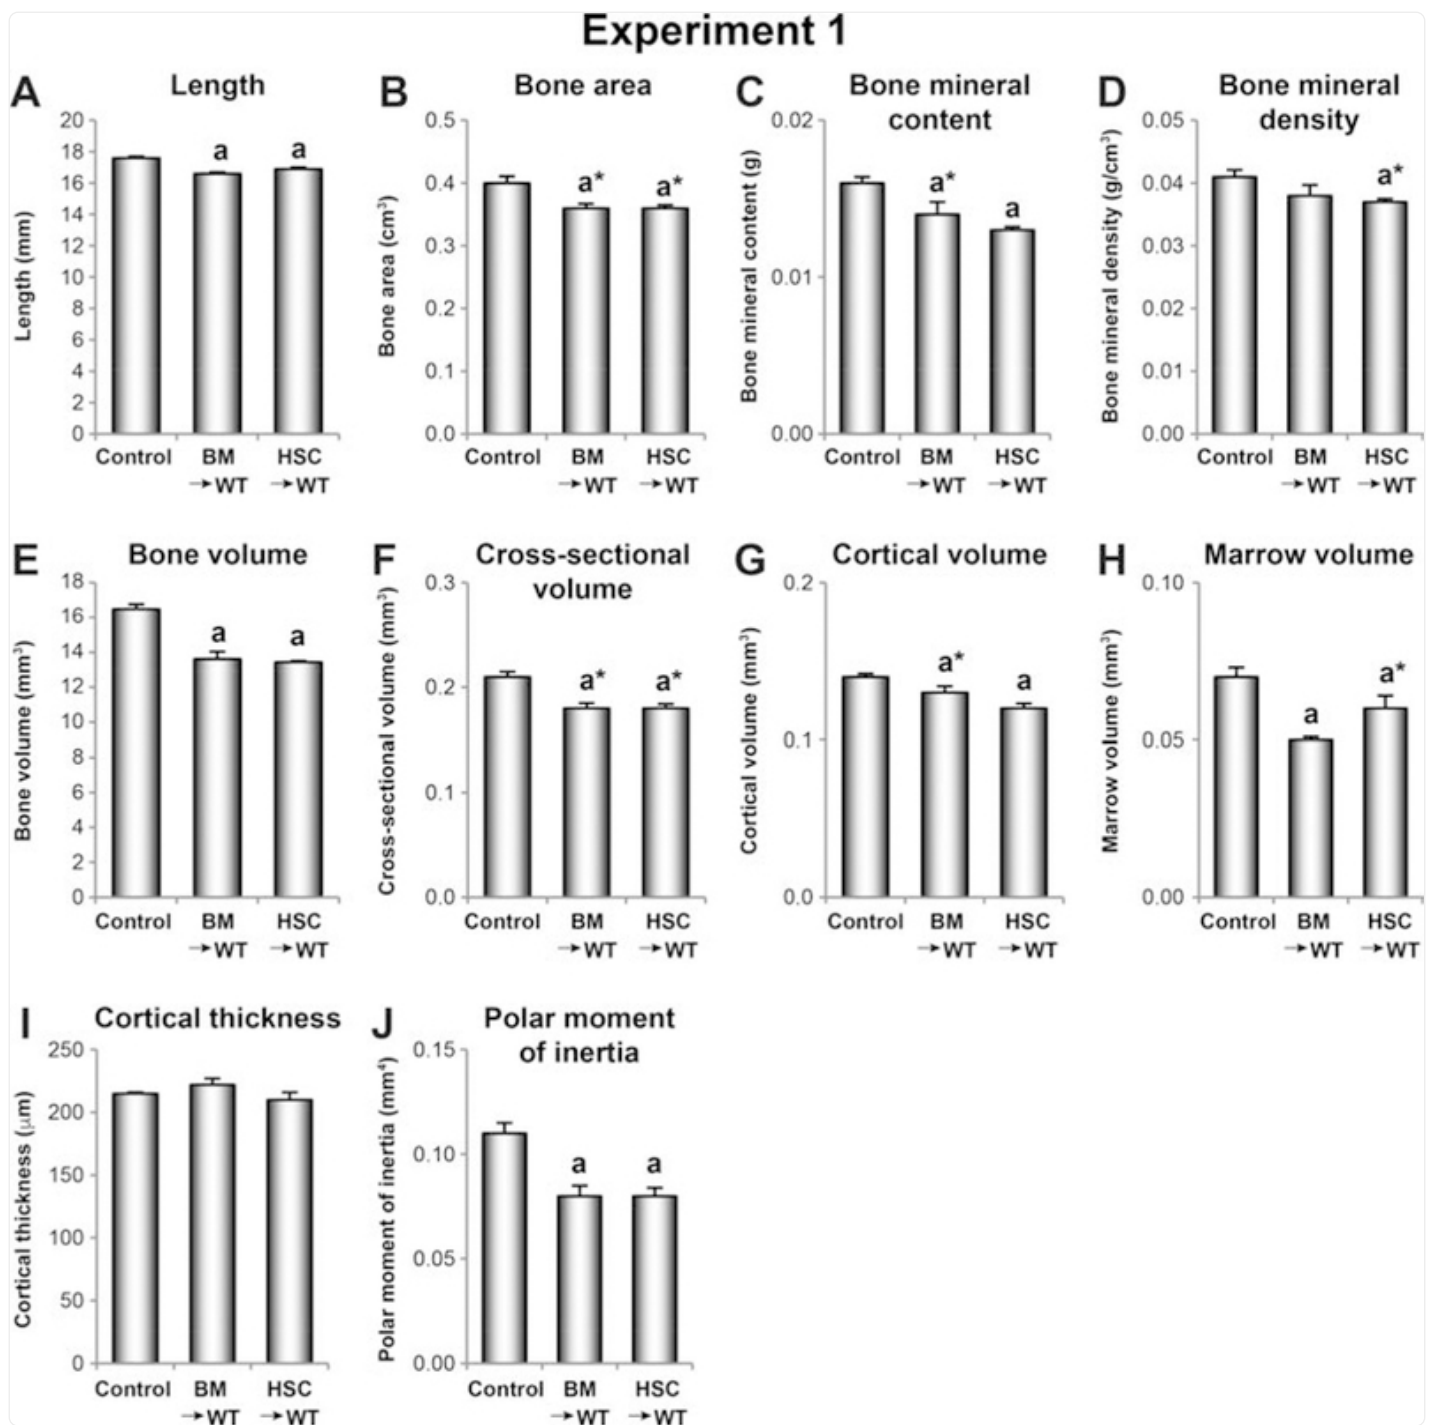 Experiment 1
A Length
20
18
16
14
12
10
8
6
4
2
0
Length (mm)
a a
Control BM HSC
→WT →WT
B Bone area
0.5
0.4
0.3
0.2
0.1
0.0
Bone area (cm³)
a* a*
Control BM HSC
→WT →WT
C Bone mineral
content
0.02
0.01
0.00
Bone mineral content (g)
a* a
Control BM HSC
→WT →WT
D Bone mineral
density
0.05
0.04
0.03
0.02
0.01
0.00
Bone mineral density (g/cm³)
a*
Control BM HSC
→WT →WT
E Bone volume
18
16
14
12
10
8
6
4
2
0
Bone volume (mm³)
a a
Control BM HSC
→WT →WT
F Cross-sectional
volume
0.3
0.2
0.1
0.0
Cross-sectional volume (mm³)
a* a*
Control BM HSC
→WT →WT
G Cortical volume
0.2
0.1
0.0
Cortical volume (mm³)
a* a
Control BM HSC
→WT →WT
H Marrow volume
0.10
0.05
0.00
Marrow volume (mm³)
a a*
Control BM HSC
→WT →WT
I Cortical thickness
250
200
150
100
50
0
Cortical thickness (μm)
Control BM HSC
→WT →WT
J Polar moment
of inertia
0.15
0.10
0.05
0.00
Polar moment of inertia (mm⁴)
a a
Control BM HSC
→WT →WT